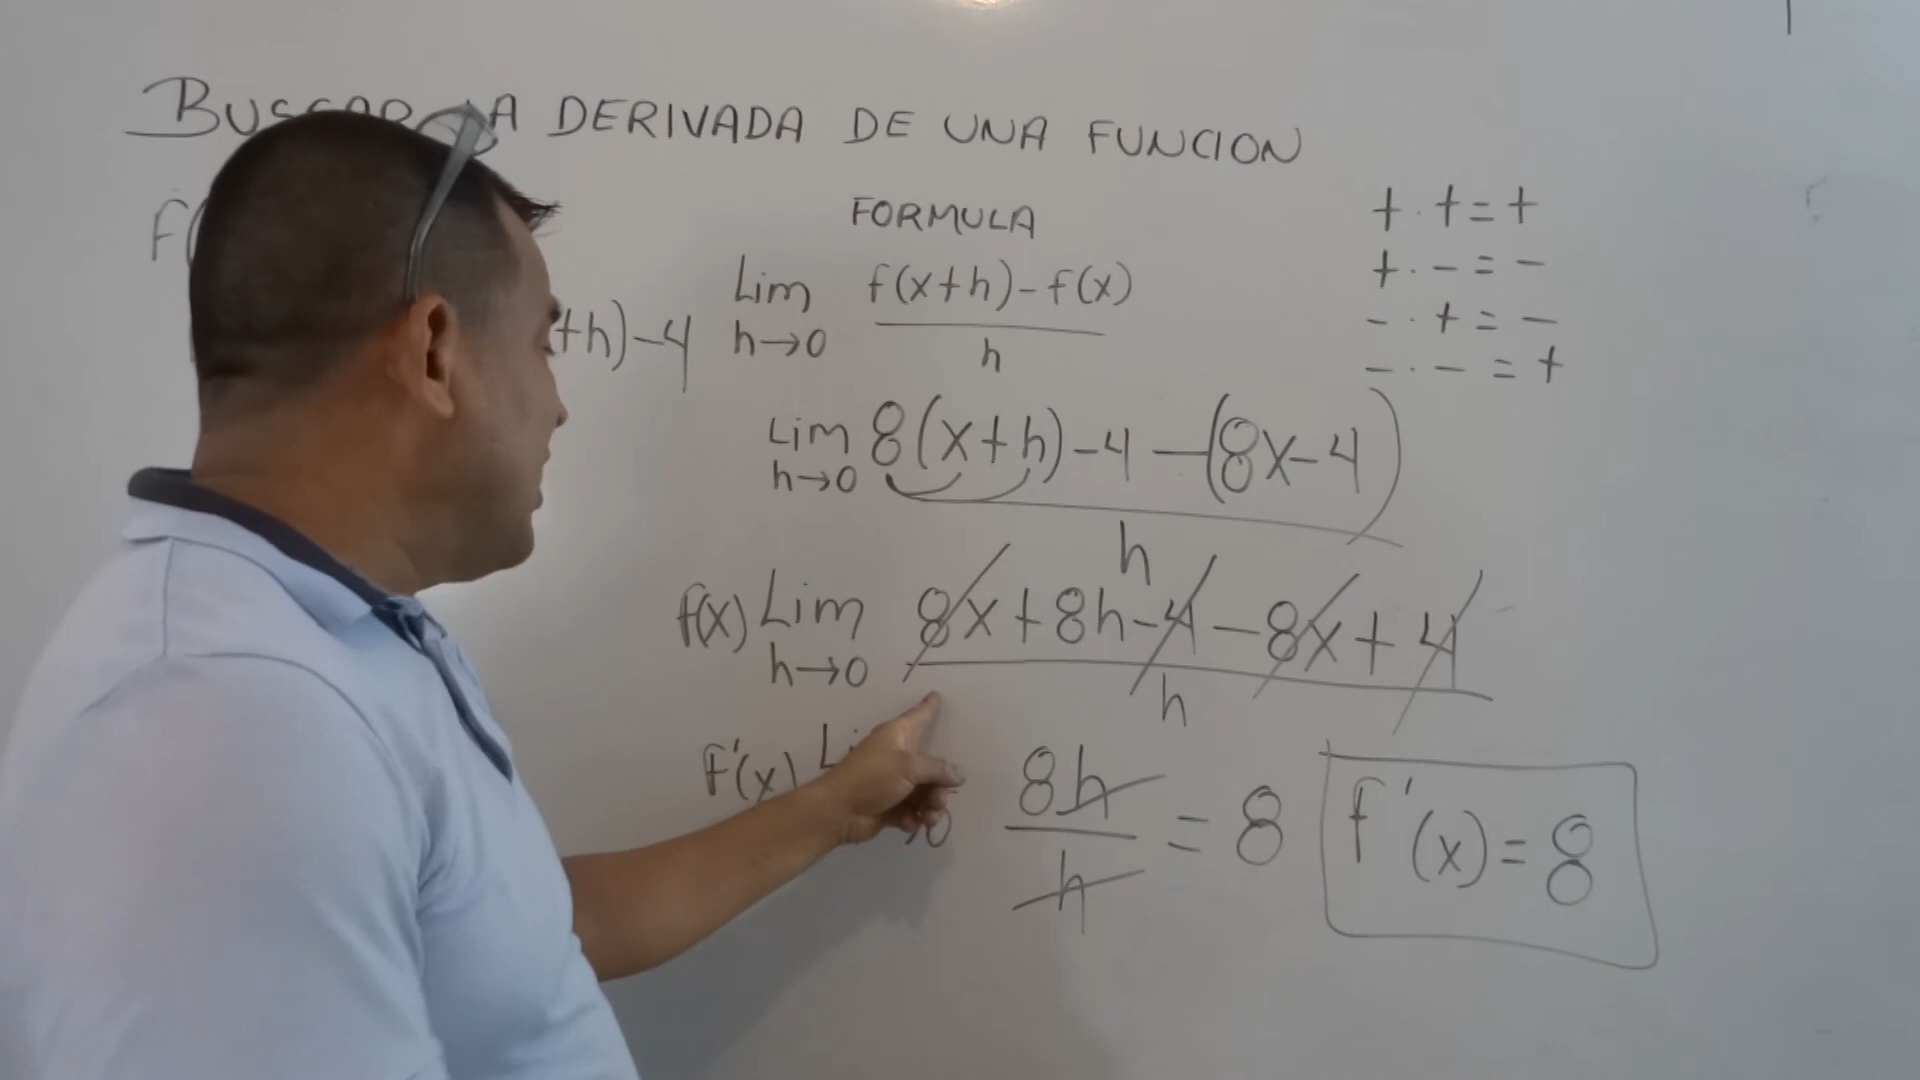 DERIVADA DE UNA FUNCION
FORMULA
+ · + = +
+ · - = -
- · + = -
- · - = +
+h)-4
Lim f(x+h)-f(x)
h→0 h
Lim 8(x+h)-4-(8x-4)
h→0 h
f(x) Lim 8x+8h-4-8x+4
h→0 h
f'(x) 8h = 8
h
f'(x)=8